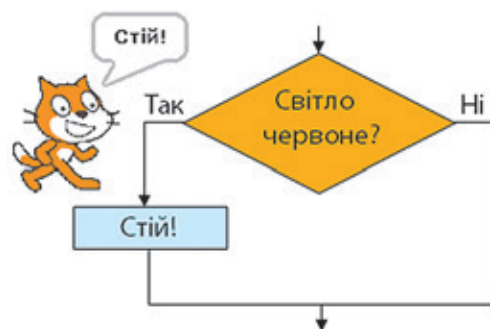 Стій!
Так
Світло
червоне?
Ні
Стій!